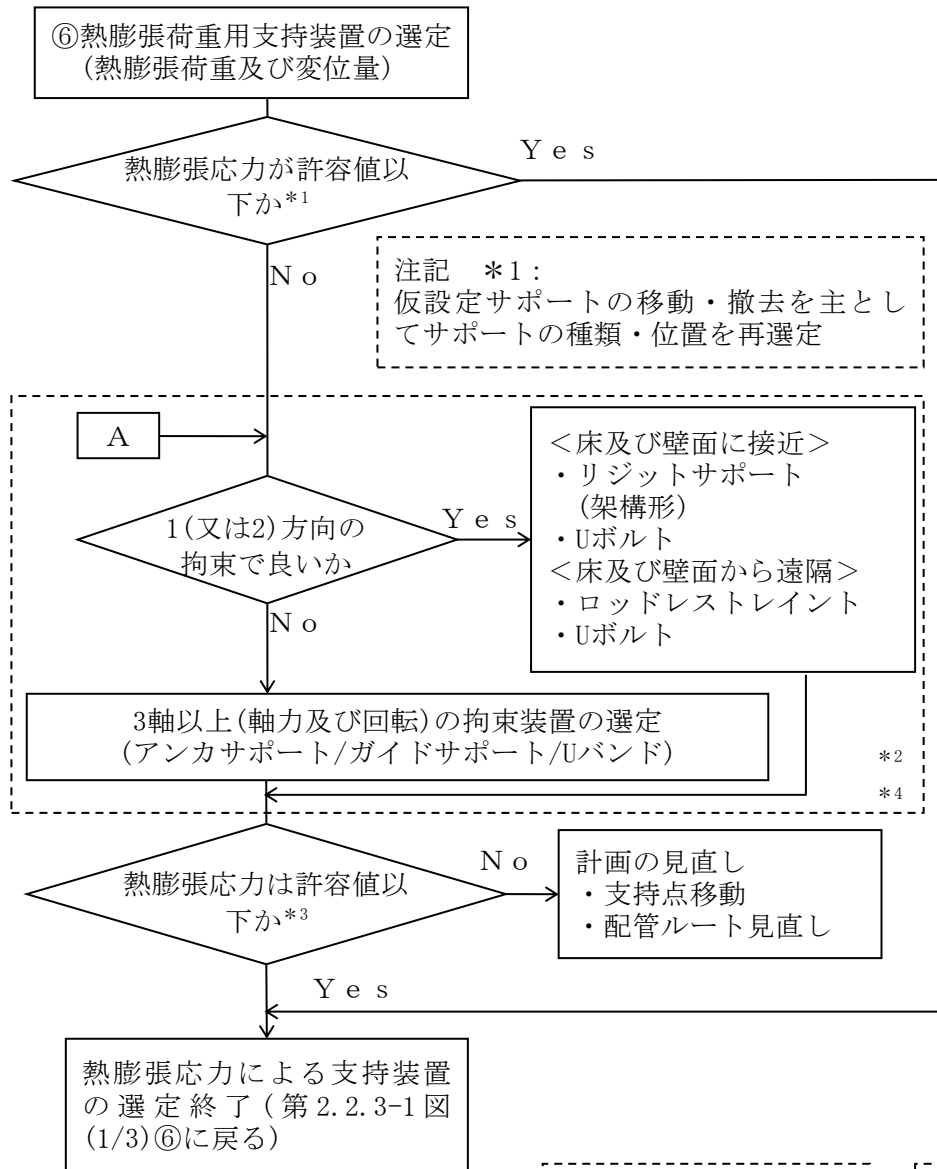 ⑥熱膨張荷重用支持装置の選定
(熱膨張荷重及び変位量)
熱膨張応力が許容値以
下か*1
Yes
No
注記　*1:
仮設定サポートの移動・撤去を主とし
てサポートの種類・位置を再選定
A
1(又は2)方向の
拘束で良いか
Yes
<床及び壁面に接近>
・リジットサポート
(架構形)
・Uボルト
<床及び壁面から遠隔>
・ロッドレストレイント
・Uボルト
No
3軸以上(軸力及び回転)の拘束装置の選定
(アンカサポート/ガイドサポート/Uバンド)
*2
*4
熱膨張応力は許容値以
下か*3
No
計画の見直し
・支持点移動
・配管ルート見直し
Yes
熱膨張応力による支持装置
の選定終了(第2.2.3-1図
(1/3)⑥に戻る)